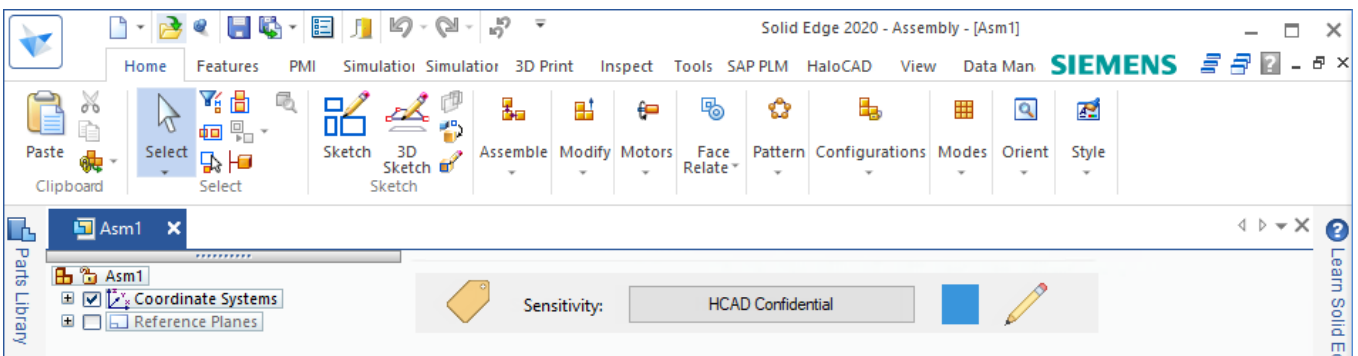 Solid Edge 2020 - Assembly - [Asm1]
Home Features PMI Simulation Simulation 3D Print Inspect Tools SAP PLM HaloCAD View Data Man SIEMENS
Paste Select Sketch 3D Sketch Assemble Modify Motors Face Relate Pattern Configurations Modes Orient Style
Clipboard Select Sketch
Asm1
Parts Library
Asm1
Coordinate Systems
Reference Planes
Sensitivity: HCAD Confidential
Learn Solid Ed